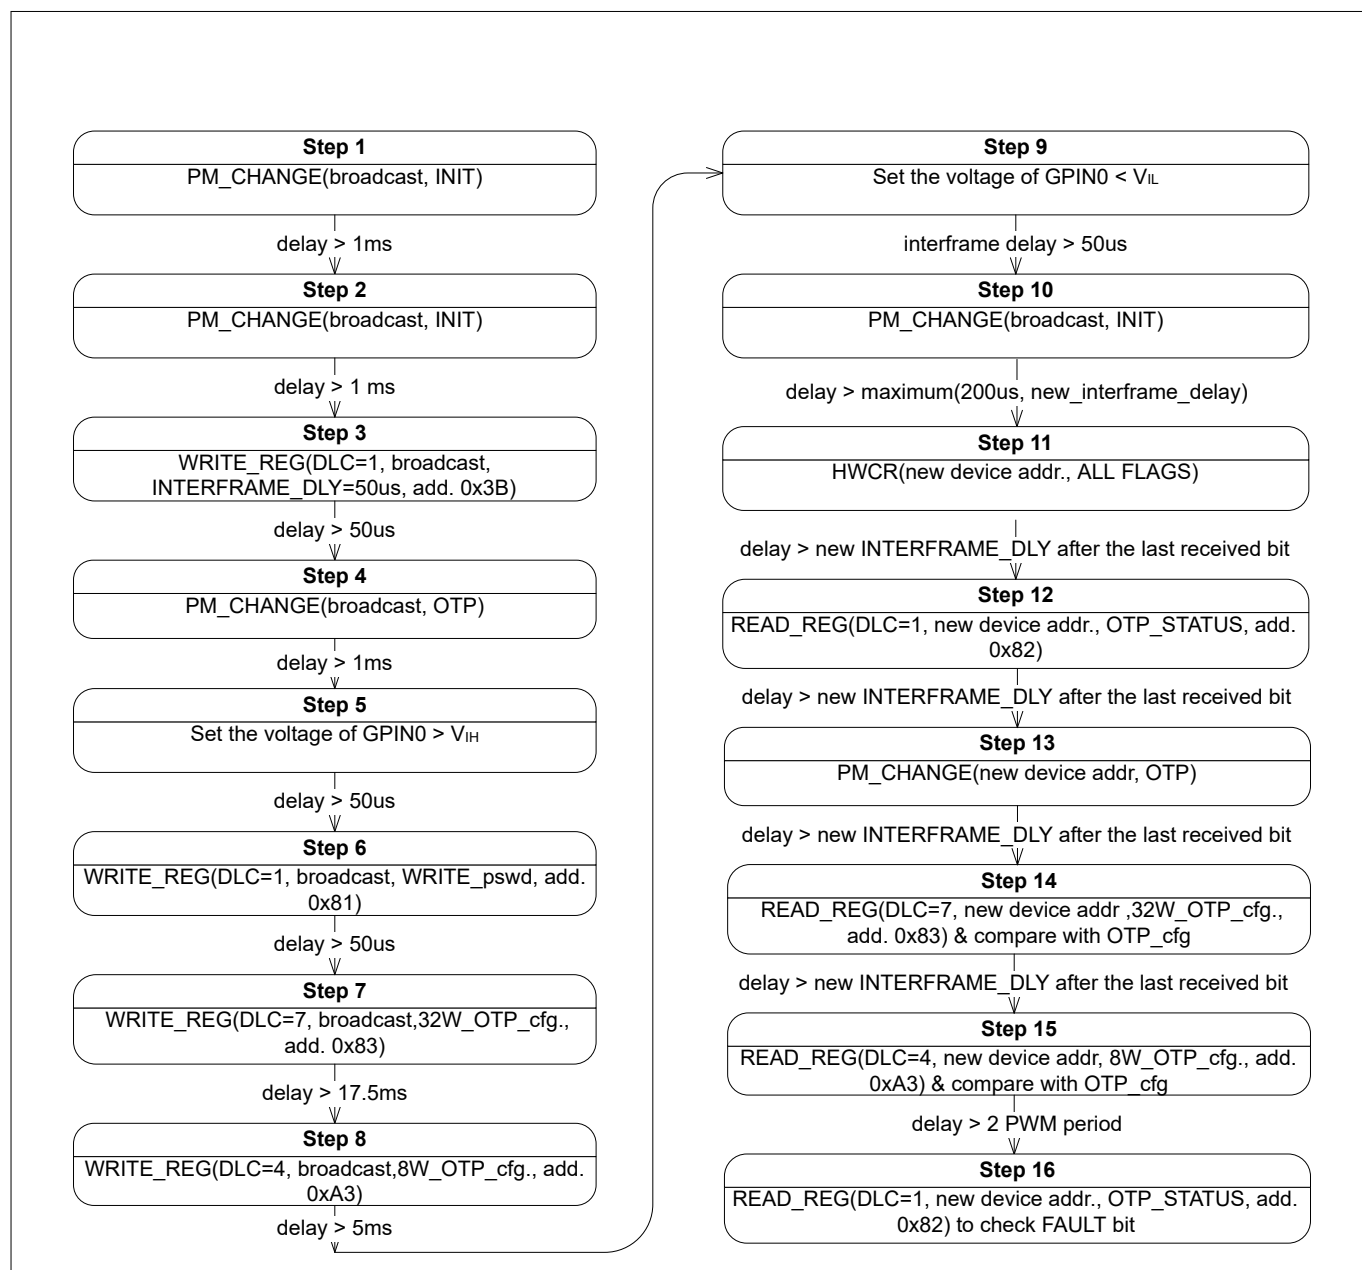 Step 1
PM_CHANGE(broadcast, INIT)
delay > 1ms
Step 2
PM_CHANGE(broadcast, INIT)
delay > 1 ms
Step 3
WRITE_REG(DLC=1, broadcast,
INTERFRAME_DLY=50us, add. 0x3B)
delay > 50us
Step 4
PM_CHANGE(broadcast, OTP)
delay > 1ms
Step 5
Set the voltage of GPIN0 > VIH
delay > 50us
Step 6
WRITE_REG(DLC=1, broadcast, WRITE_pswd, add.
0x81)
delay > 50us
Step 7
WRITE_REG(DLC=7, broadcast,32W_OTP_cfg.,
add. 0x83)
delay > 17.5ms
Step 8
WRITE_REG(DLC=4, broadcast,8W_OTP_cfg., add.
0xA3)
delay > 5ms
Step 9
Set the voltage of GPIN0 < VIL
interframe delay > 50us
Step 10
PM_CHANGE(broadcast, INIT)
delay > maximum(200us, new_interframe_delay)
Step 11
HWCR(new device addr., ALL FLAGS)
delay > new INTERFRAME_DLY after the last received bit
Step 12
READ_REG(DLC=1, new device addr., OTP_STATUS, add.
0x82)
delay > new INTERFRAME_DLY after the last received bit
Step 13
PM_CHANGE(new device addr, OTP)
delay > new INTERFRAME_DLY after the last received bit
Step 14
READ_REG(DLC=7, new device addr ,32W_OTP_cfg.,
add. 0x83) & compare with OTP_cfg
delay > new INTERFRAME_DLY after the last received bit
Step 15
READ_REG(DLC=4, new device addr, 8W_OTP_cfg., add.
0xA3) & compare with OTP_cfg
delay > 2 PWM period
Step 16
READ_REG(DLC=1, new device addr., OTP_STATUS, add.
0x82) to check FAULT bit